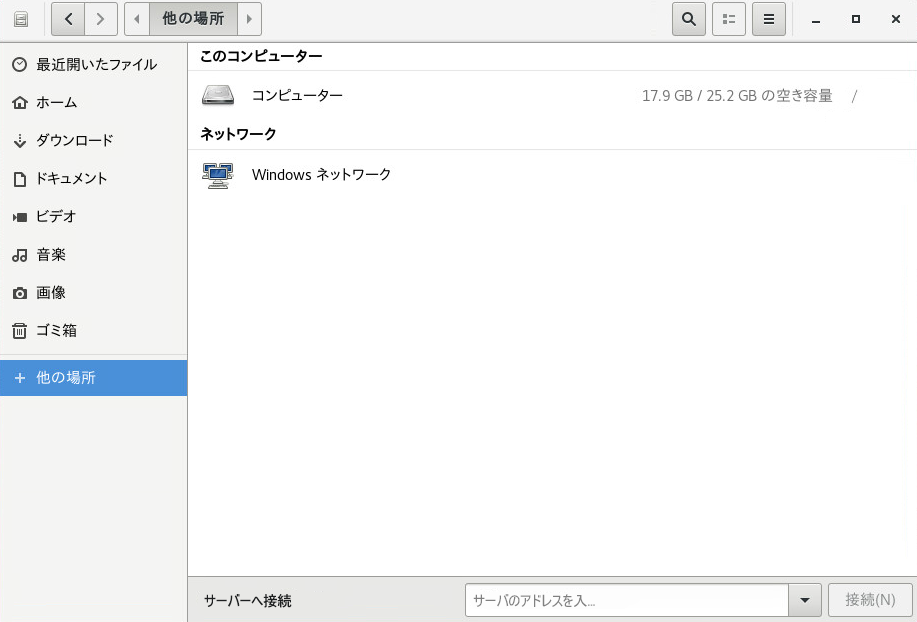 他の場所
最近開いたファイル
ホーム
ダウンロード
ドキュメント
ビデオ
音楽
画像
ゴミ箱
他の場所
このコンピューター
コンピューター 17.9 GB / 25.2 GB の空き容量 /
ネットワーク
Windows ネットワーク
サーバーへ接続 サーバのアドレスを入... 接続(N)